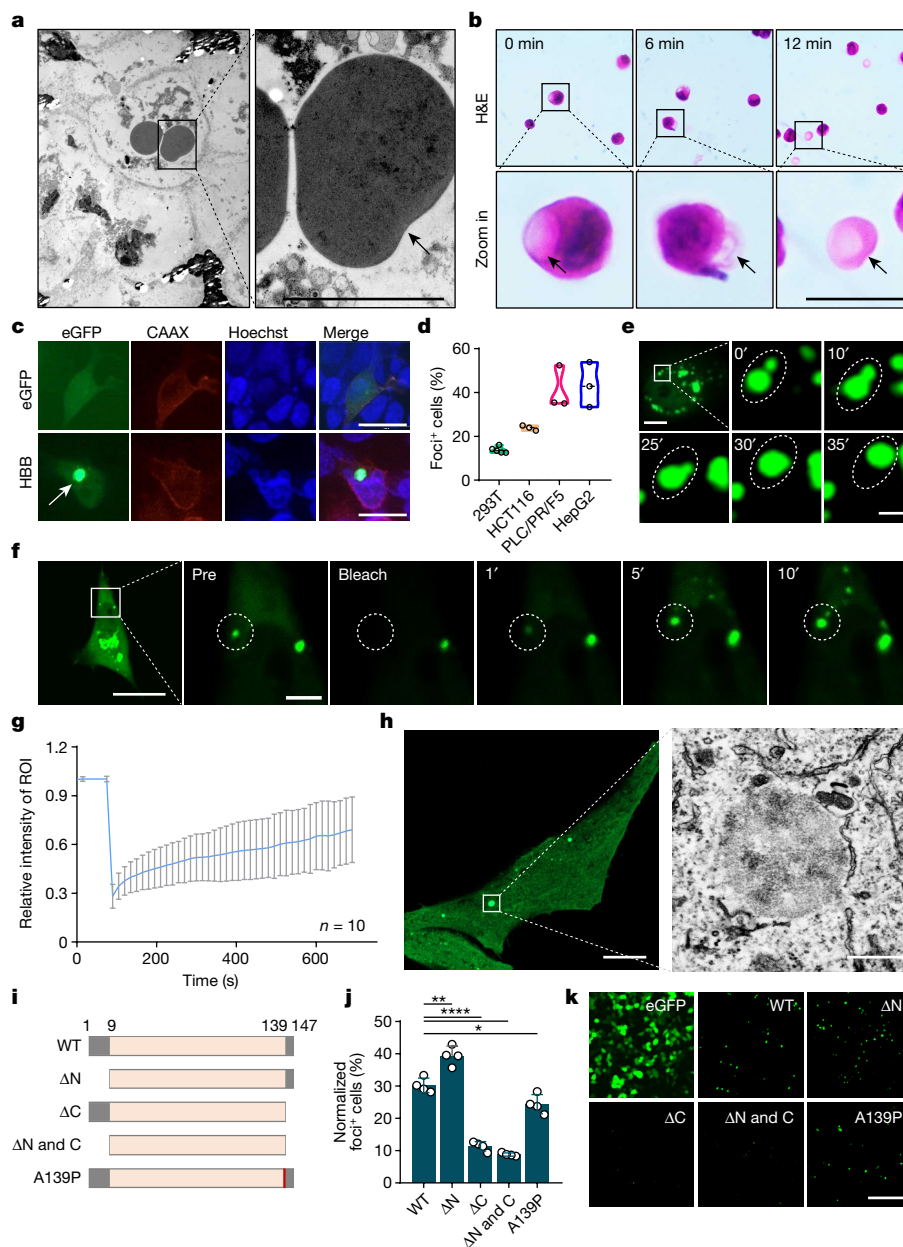 a
b
0 min
6 min
12 min
H&E
Zoom in
c
eGFP
CAAX
Hoechst
Merge
eGFP
HBB
d
Foci⁺ cells (%)
60
40
20
0
293T
HCT116
PLC/PR/F5
HepG2
e
0′
10′
25′
30′
35′
f
Pre
Bleach
1′
5′
10′
g
Relative intensity of ROI
1.2
0.9
0.6
0.3
0
200
400
600
Time (s)
n = 10
h
i
1 9 139 147
WT
ΔN
ΔC
ΔN and C
A139P
j
Normalized
foci⁺ cells (%)
50
40
30
20
10
0
**
****
*
WT
ΔN
ΔC
ΔN and C
A139P
k
eGFP
WT
ΔN
ΔC
ΔN and C
A139P